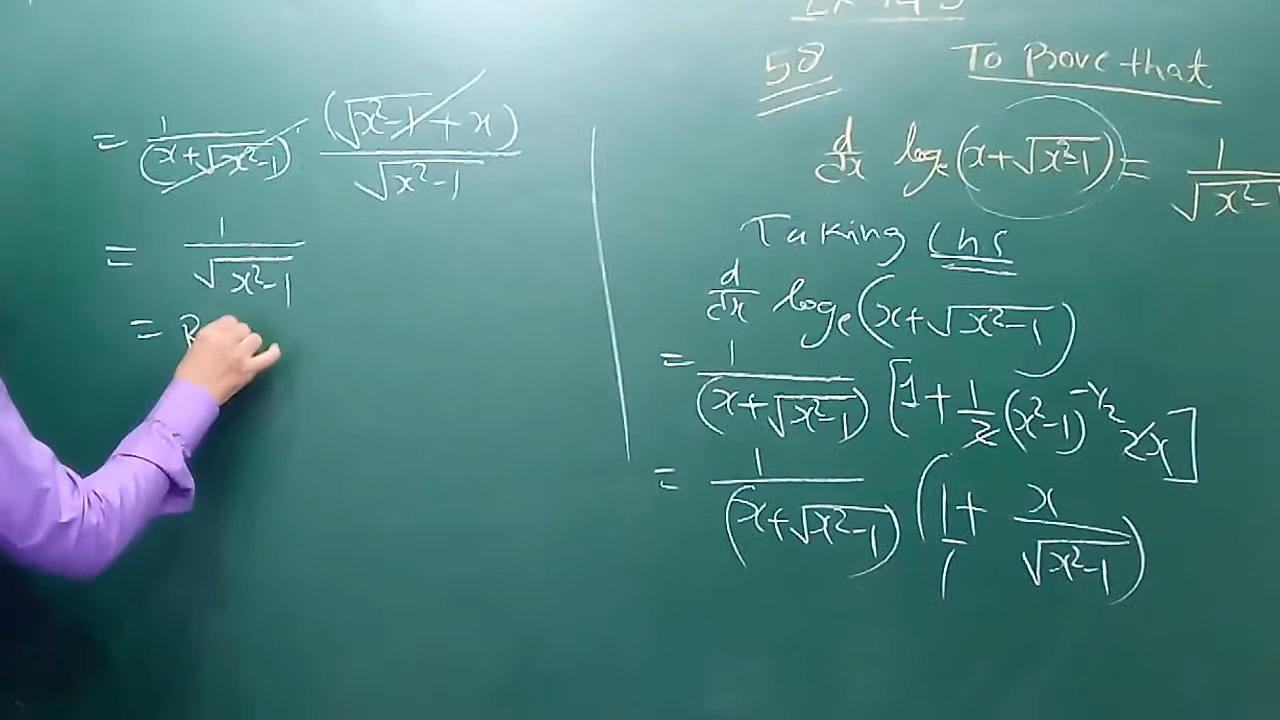 58 To Prove that
d/dx logₑ(x+√(x²-1)) = 1/√(x²-1
Taking Lhs
d/dx logₑ(x+√(x²-1))
= 1/(x+√(x²-1)) [1+1/2(x²-1)^(-1/2) 2x]
= 1/(x+√(x²-1)) (1/1+x/√(x²-1))
= 1/(x+√(x²-1)) (√(x²-1)+x)/√(x²-1)
= 1/√(x²-1)
= R